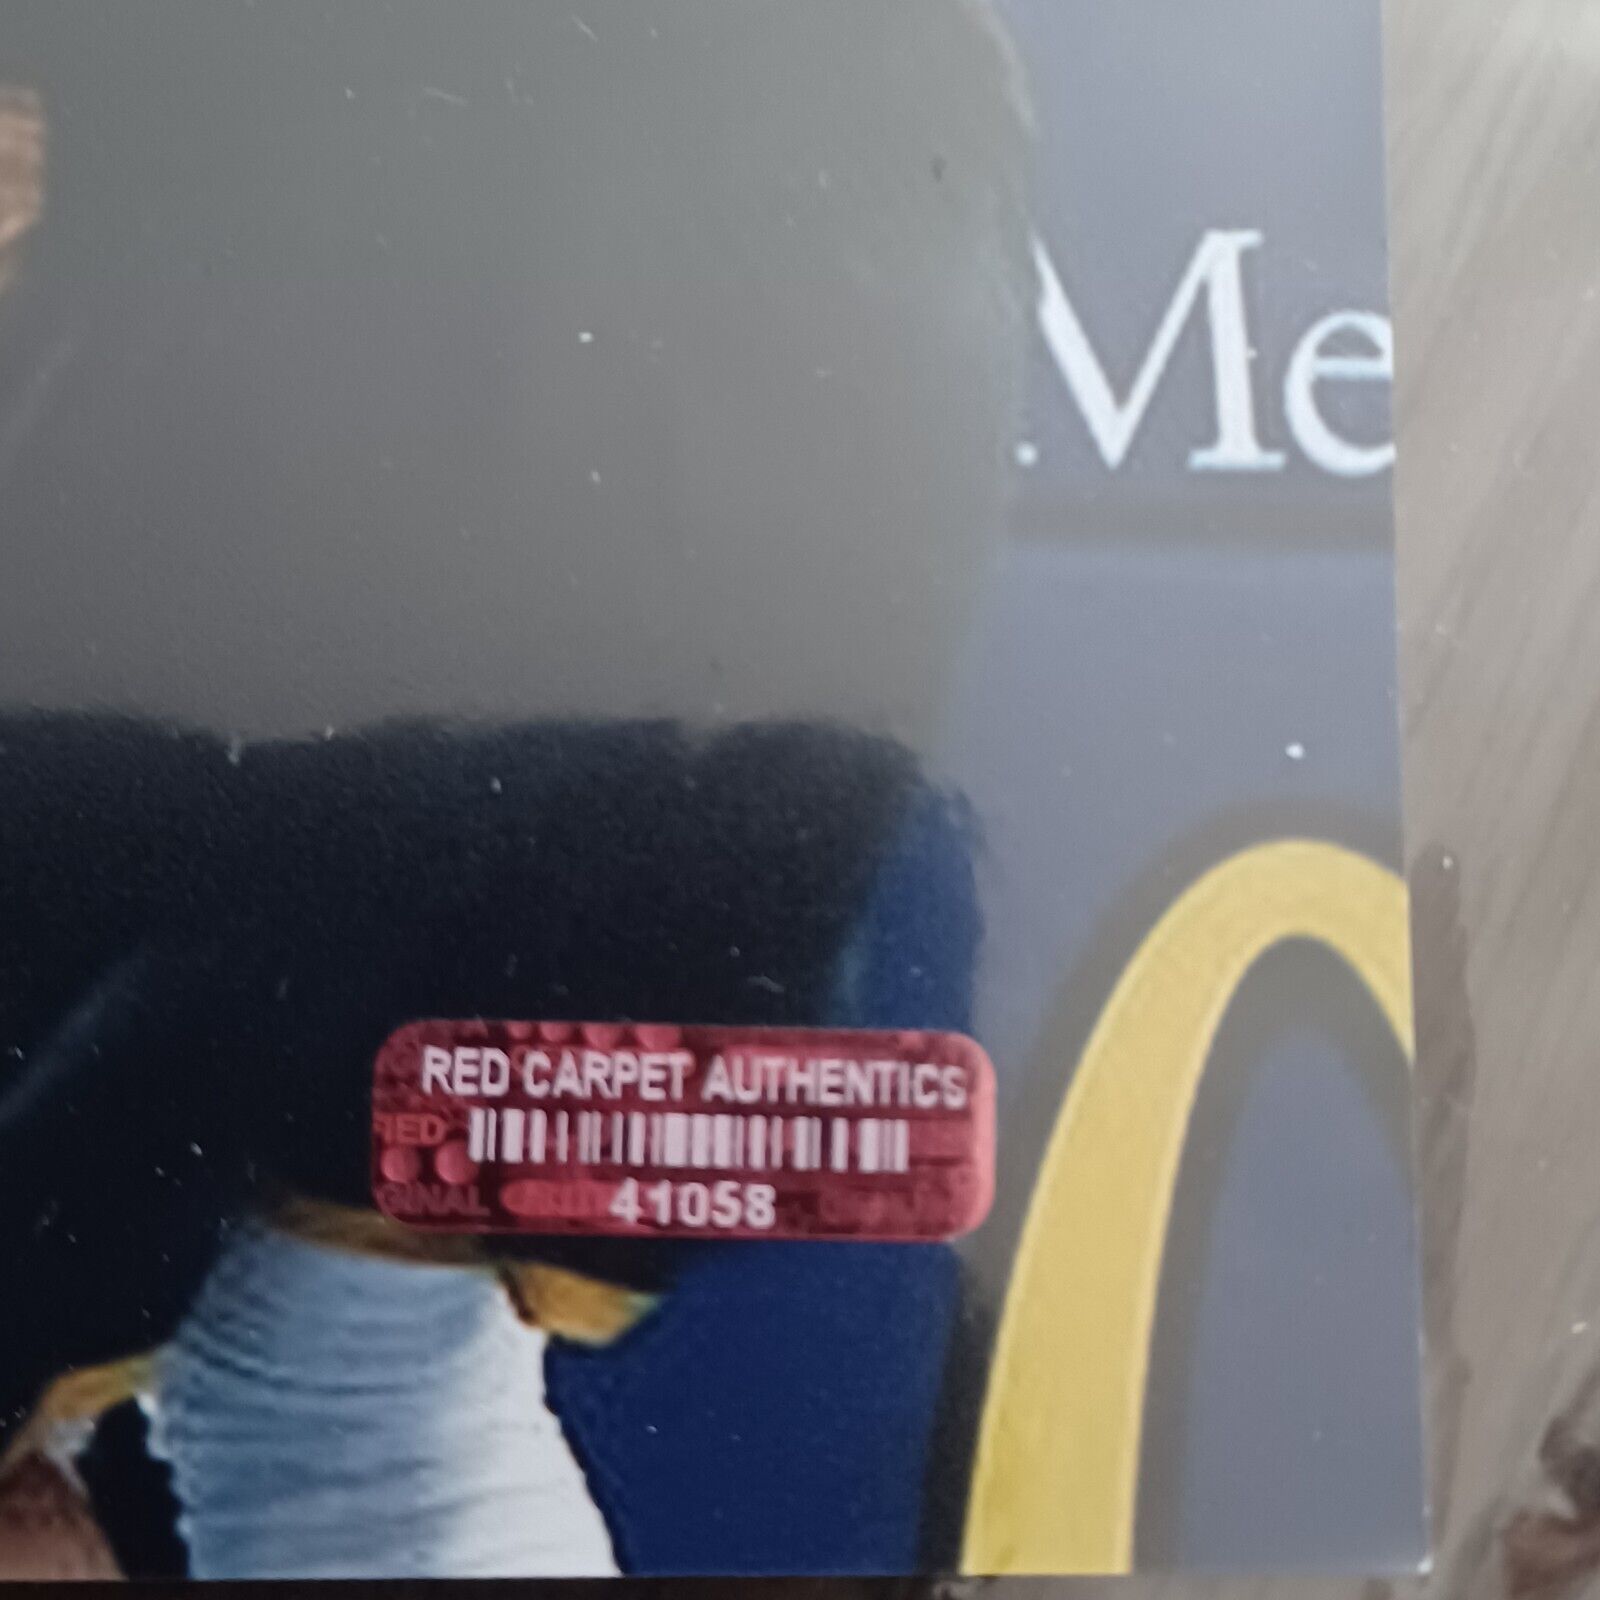 .Me
RED CARPET AUTHENTICS
41058